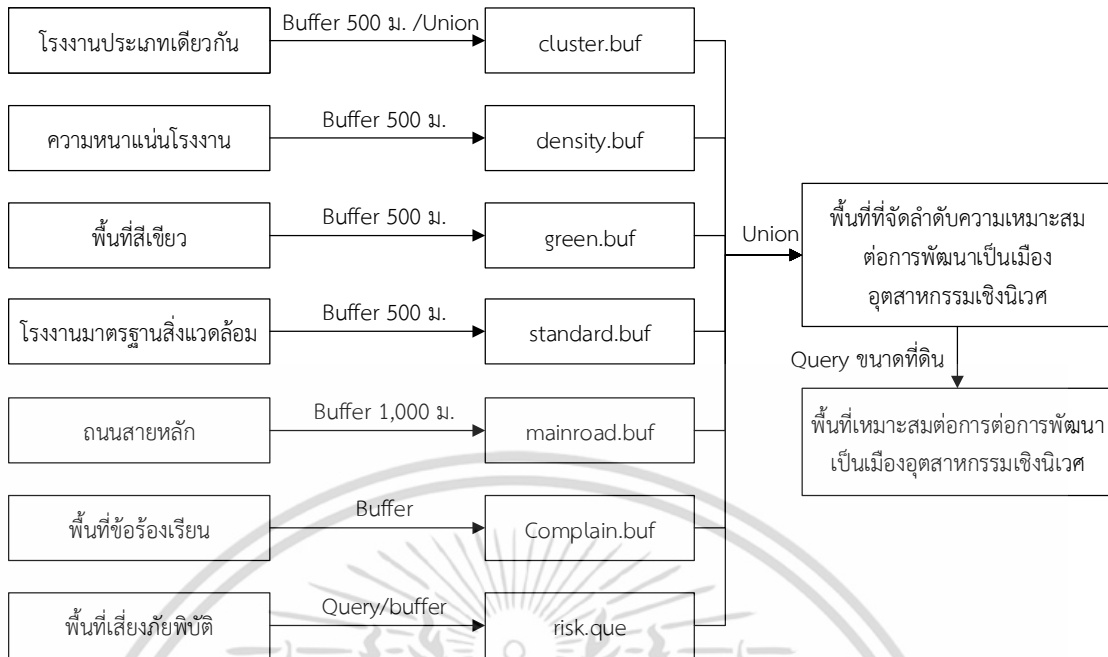 โรงงานประเภทเดียวกัน
Buffer 500 ม. /Union
cluster.buf
ความหนาแน่นโรงงาน
Buffer 500 ม.
density.buf
พื้นที่สีเขียว
Buffer 500 ม.
green.buf
โรงงานมาตรฐานสิ่งแวดล้อม
Buffer 500 ม.
standard.buf
ถนนสายหลัก
Buffer 1,000 ม.
mainroad.buf
พื้นที่ข้อร้องเรียน
Buffer
Complain.buf
พื้นที่เสี่ยงภัยพิบัติ
Query/buffer
risk.que
Union
พื้นที่ที่จัดลำดับความเหมาะสม
ต่อการพัฒนาเป็นเมือง
อุตสาหกรรมเชิงนิเวศ
Query ขนาดที่ดิน
พื้นที่เหมาะสมต่อการต่อการพัฒนา
เป็นเมืองอุตสาหกรรมเชิงนิเวศ